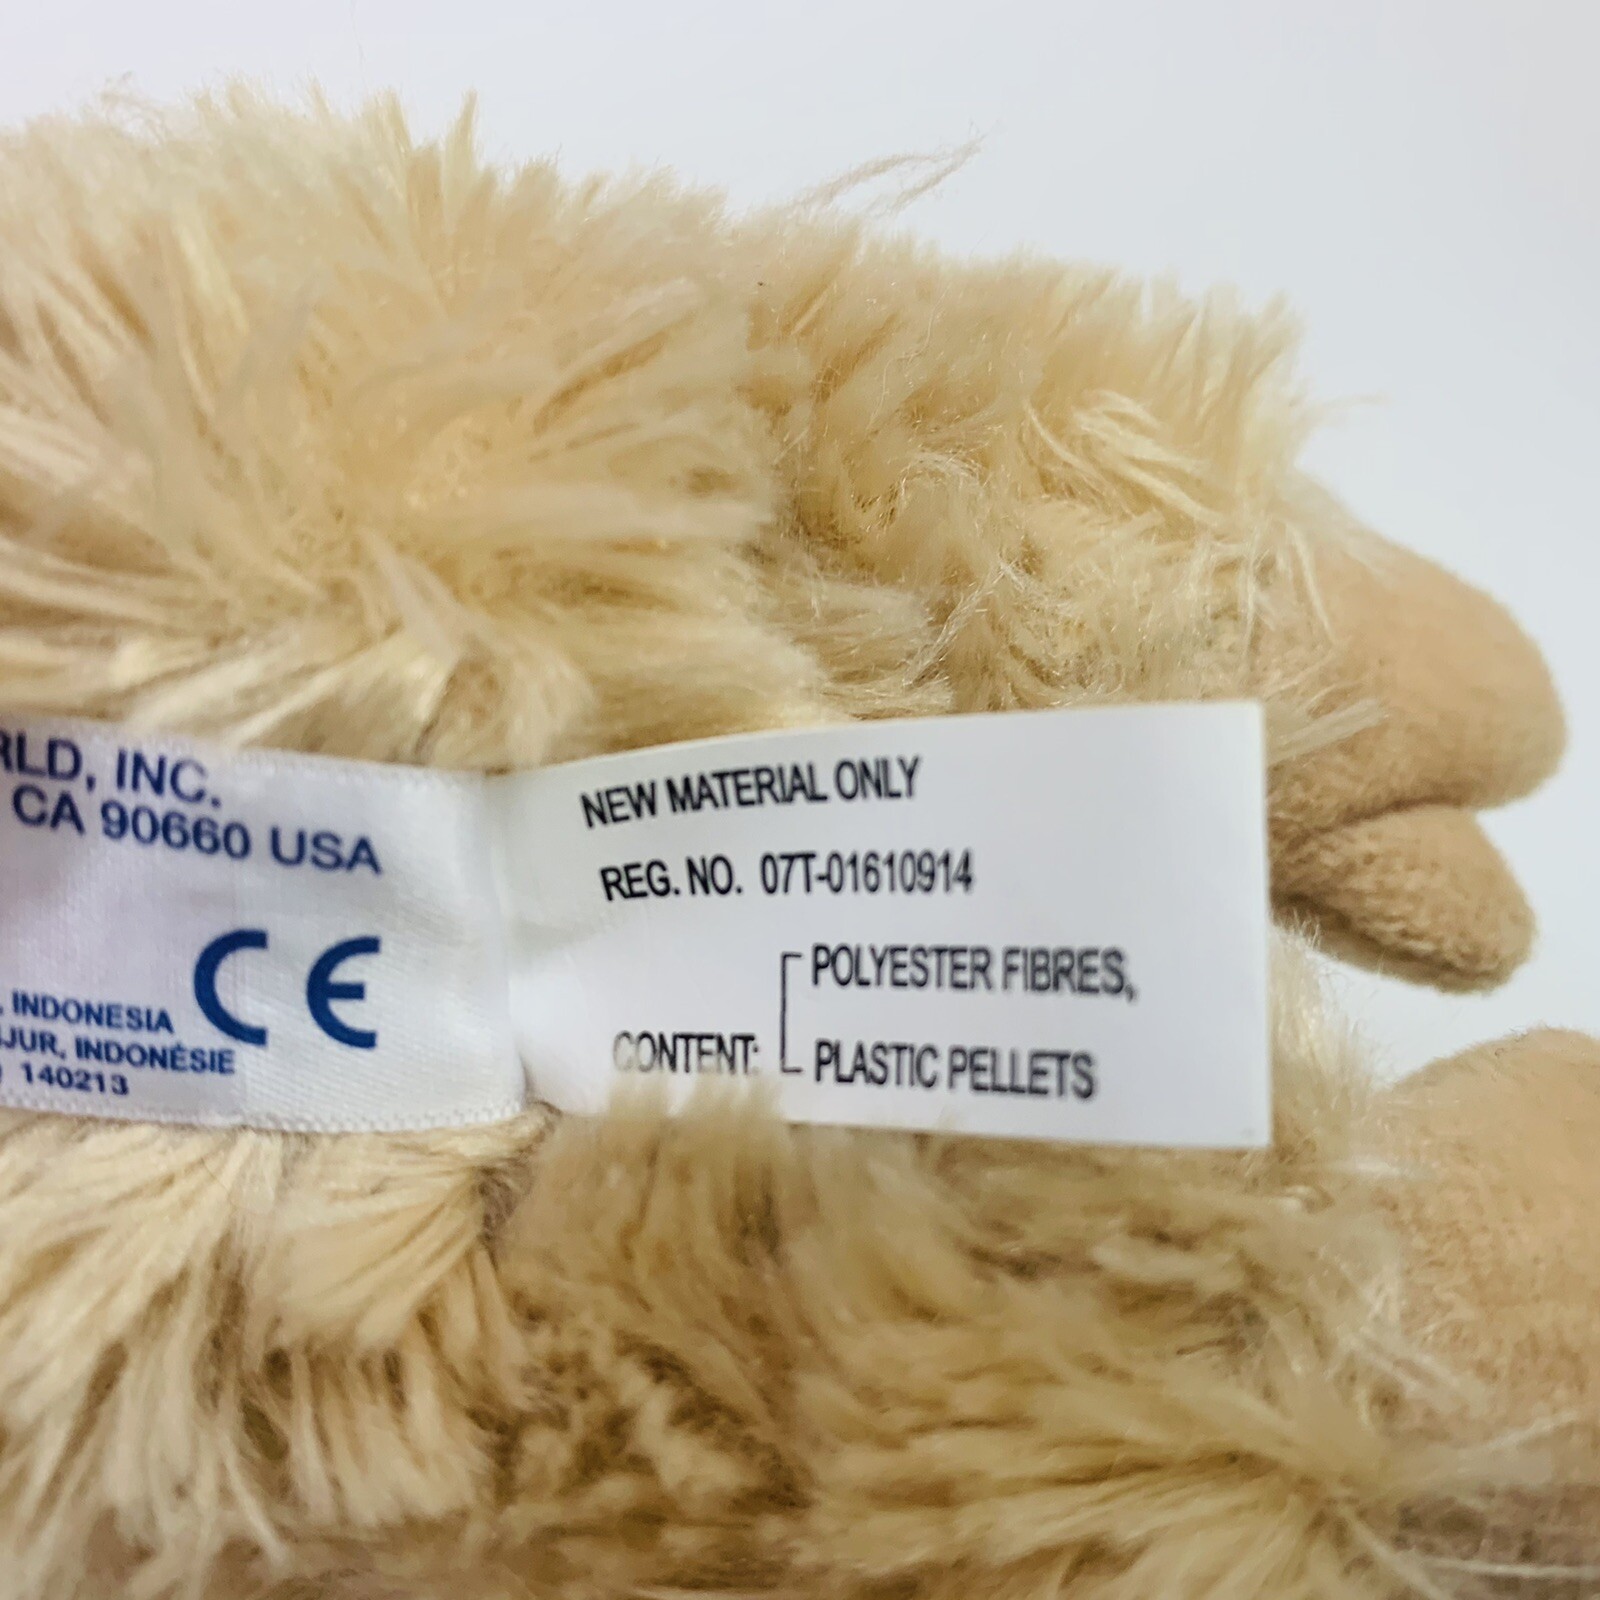 RLD, INC.
CA 90660 USA
CE
, INDONESIA
JUR, INDONÉSIE
140213
NEW MATERIAL ONLY
REG. NO. 07T-01610914
POLYESTER FIBRES,
CONTENT:
PLASTIC PELLETS